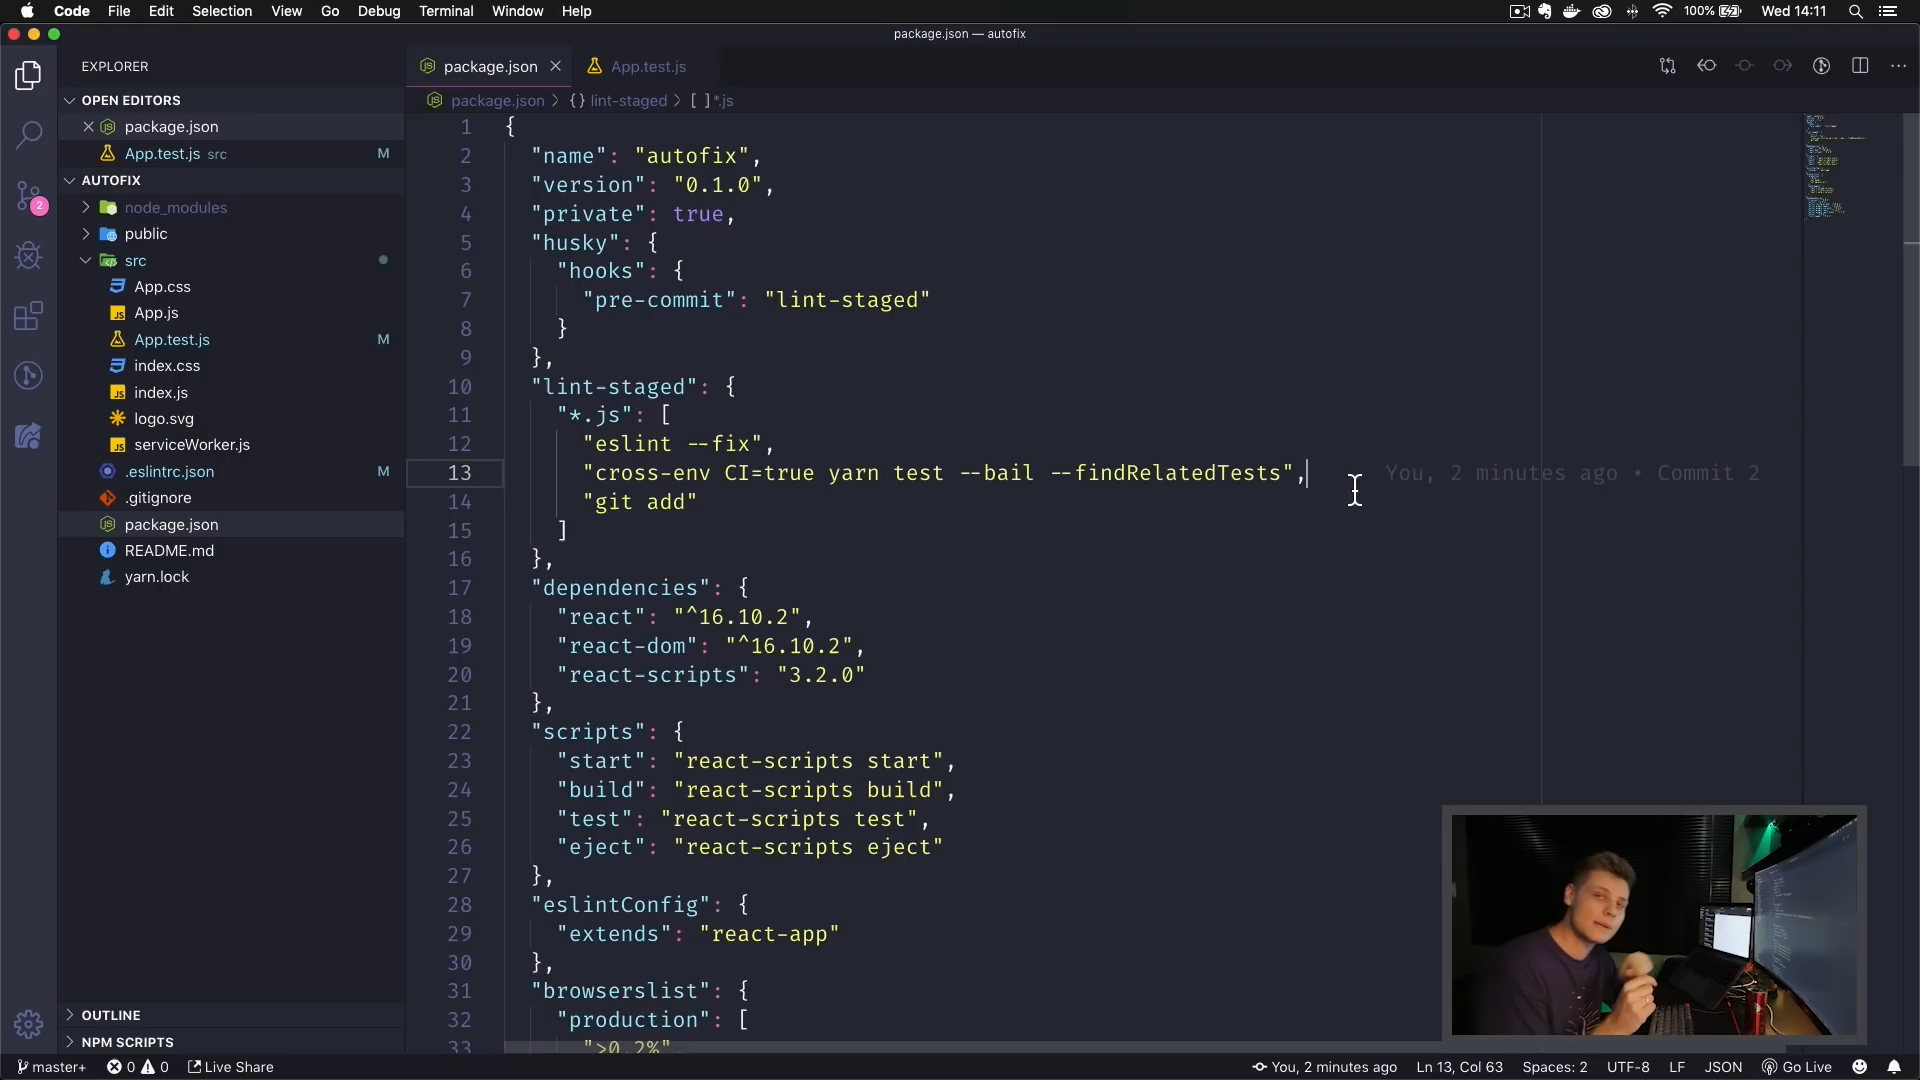 Code File Edit Selection View Go Debug Terminal Window Help 100% Wed 14:11
package.json — autofix
EXPLORER
package.json
App.test.js
OPEN EDITORS
package.json > {} lint-staged > [ ] *.js
package.json
App.test.js src M
AUTOFIX
node_modules
public
src
App.css
App.js
App.test.js M
index.css
index.js
logo.svg
serviceWorker.js
.eslintrc.json M
.gitignore
package.json
README.md
yarn.lock
OUTLINE
NPM SCRIPTS
2
1 {
2 "name": "autofix",
3 "version": "0.1.0",
4 "private": true,
5 "husky": {
6 "hooks": {
7 "pre-commit": "lint-staged"
8 }
9 },
10 "lint-staged": {
11 "*.js": [
12 "eslint --fix",
13 "cross-env CI=true yarn test --bail --findRelatedTests", You, 2 minutes ago • Commit 2
14 "git add"
15 ]
16 },
17 "dependencies": {
18 "react": "^16.10.2",
19 "react-dom": "^16.10.2",
20 "react-scripts": "3.2.0"
21 },
22 "scripts": {
23 "start": "react-scripts start",
24 "build": "react-scripts build",
25 "test": "react-scripts test",
26 "eject": "react-scripts eject"
27 },
28 "eslintConfig": {
29 "extends": "react-app"
30 },
31 "browserslist": {
32 "production": [
33 ">0.2%",
master+ 0 0 Live Share You, 2 minutes ago Ln 13, Col 63 Spaces: 2 UTF-8 LF JSON Go Live